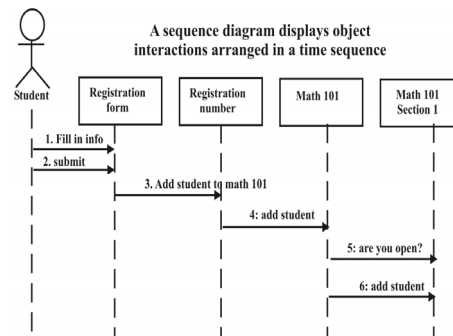 A sequence diagram displays object
interactions arranged in a time sequence
Student
Registration
form
Registration
number
Math 101
Math 101
Section 1
1. Fill in info
2. submit
3. Add student to math 101
4: add student
5: are you open?
6: add student